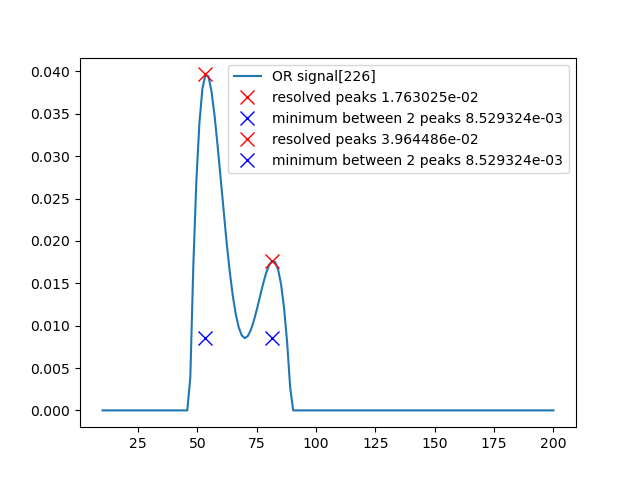 OR signal[226]
resolved peaks 1.763025e-02
minimum between 2 peaks 8.529324e-03
resolved peaks 3.964486e-02
minimum between 2 peaks 8.529324e-03
0.040
0.035
0.030
0.025
0.020
0.015
0.010
0.005
0.000
25 50 75 100 125 150 175 200